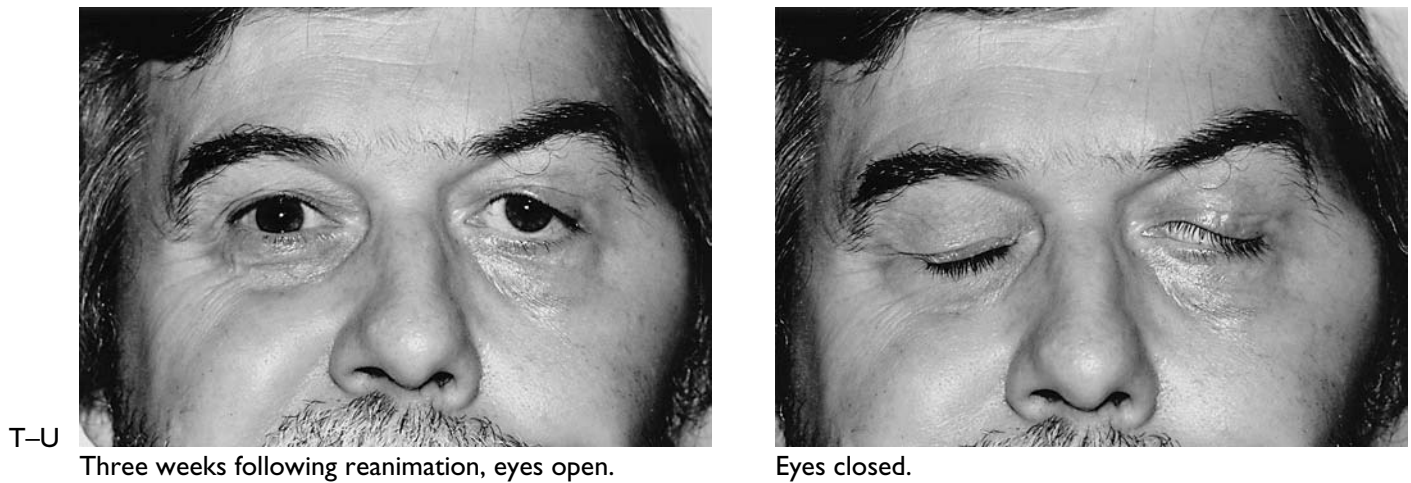 T–U
Three weeks following reanimation, eyes open.
Eyes closed.